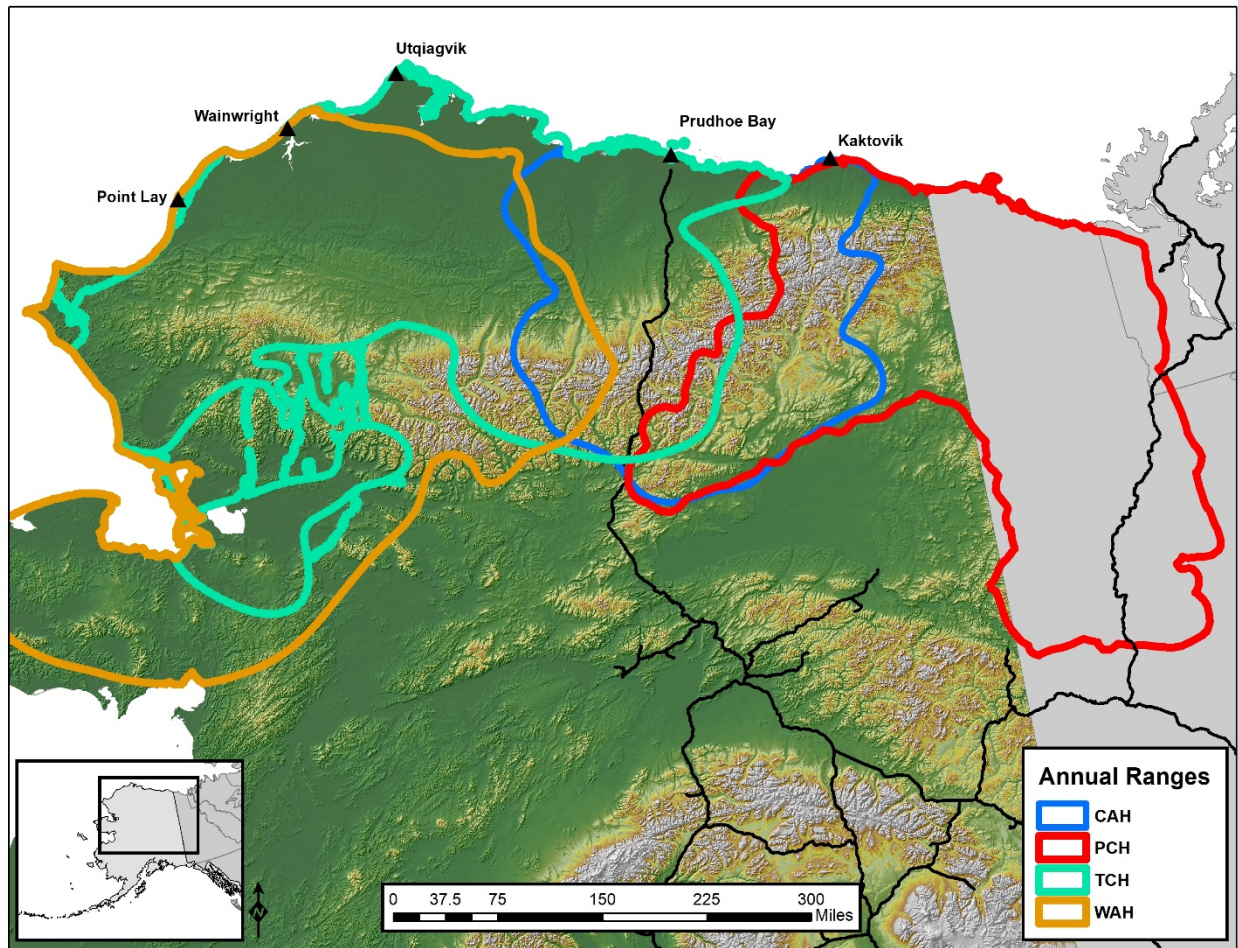 Utqiagvik
Wainwright
Prudhoe Bay
Kaktovik
Point Lay
Annual Ranges
CAH
PCH
TCH
WAH
0 37.5 75 150 225 300
Miles
N